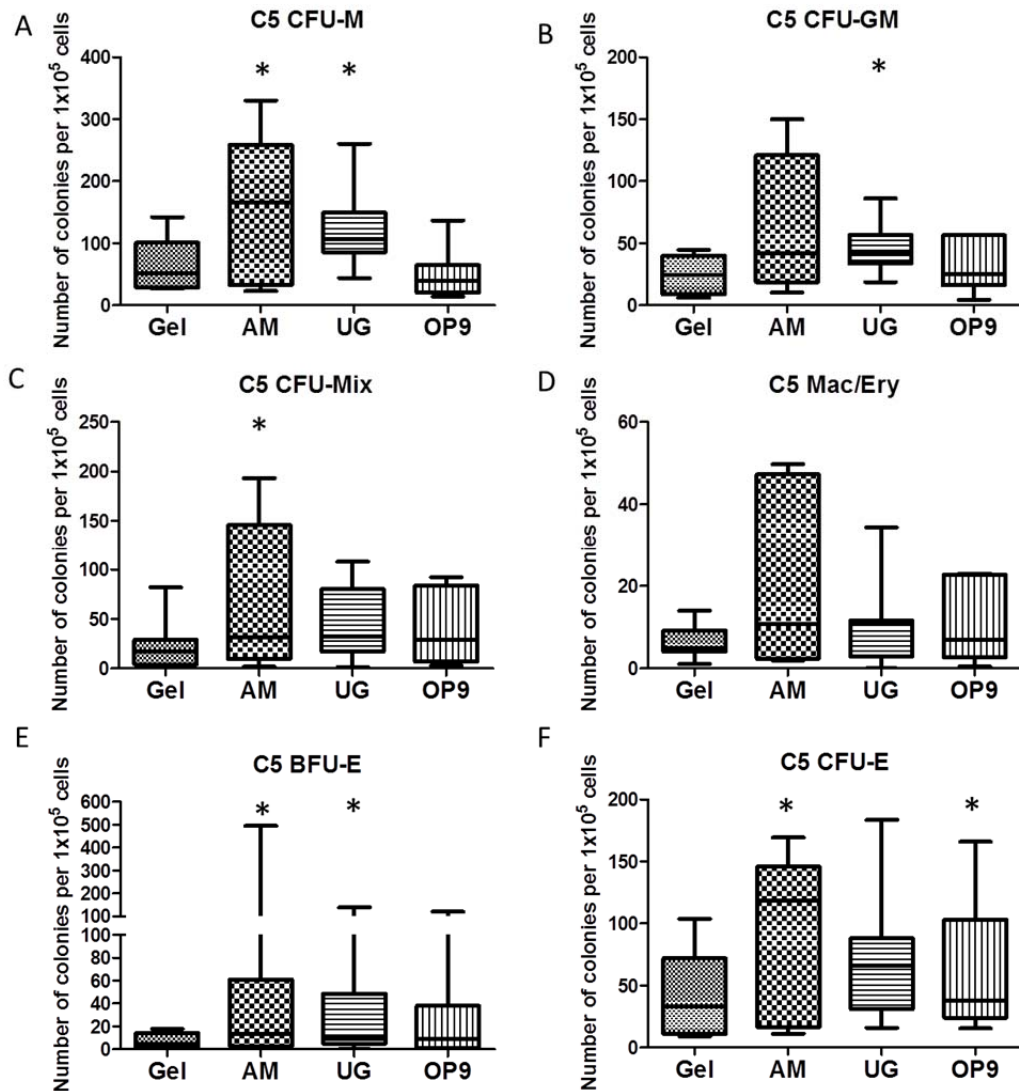 A
C5 CFU-M
Number of colonies per 1x10⁵ cells
400
300
200
100
0
* *
Gel AM UG OP9
B
C5 CFU-GM
Number of colonies per 1x10⁵ cells
200
150
100
50
0
*
Gel AM UG OP9
C
C5 CFU-Mix
Number of colonies per 1x10⁵ cells
250
200
150
100
50
0
*
Gel AM UG OP9
D
C5 Mac/Ery
Number of colonies per 1x10⁵ cells
60
40
20
0
Gel AM UG OP9
E
C5 BFU-E
Number of colonies per 1x10⁵ cells
600
500
400
300
200
100
100
80
60
40
20
0
* *
Gel AM UG OP9
F
C5 CFU-E
Number of colonies per 1x10⁵ cells
200
150
100
50
0
* *
Gel AM UG OP9